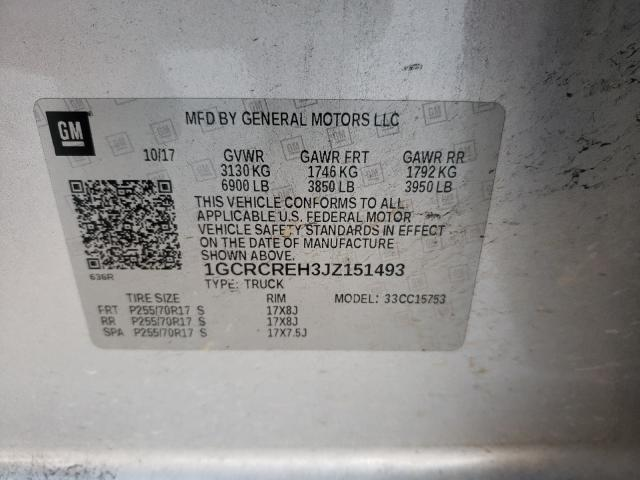 GM
MFD BY GENERAL MOTORS LLC
10/17 GVWR GAWR FRT GAWR RR
3130 KG 1746 KG 1792 KG
6900 LB 3850 LB 3950 LB
THIS VEHICLE CONFORMS TO ALL
APPLICABLE U.S. FEDERAL MOTOR
VEHICLE SAFETY STANDARDS IN EFFECT
ON THE DATE OF MANUFACTURE
SHOWN ABOVE.
1GCRCREH3JZ151493
636R
TYPE: TRUCK
TIRE SIZE RIM MODEL: 33CC15753
FRT P255/70R17 S 17X8J
RR P255/70R17 S 17X8J
SPA P255/70R17 S 17X7.5J